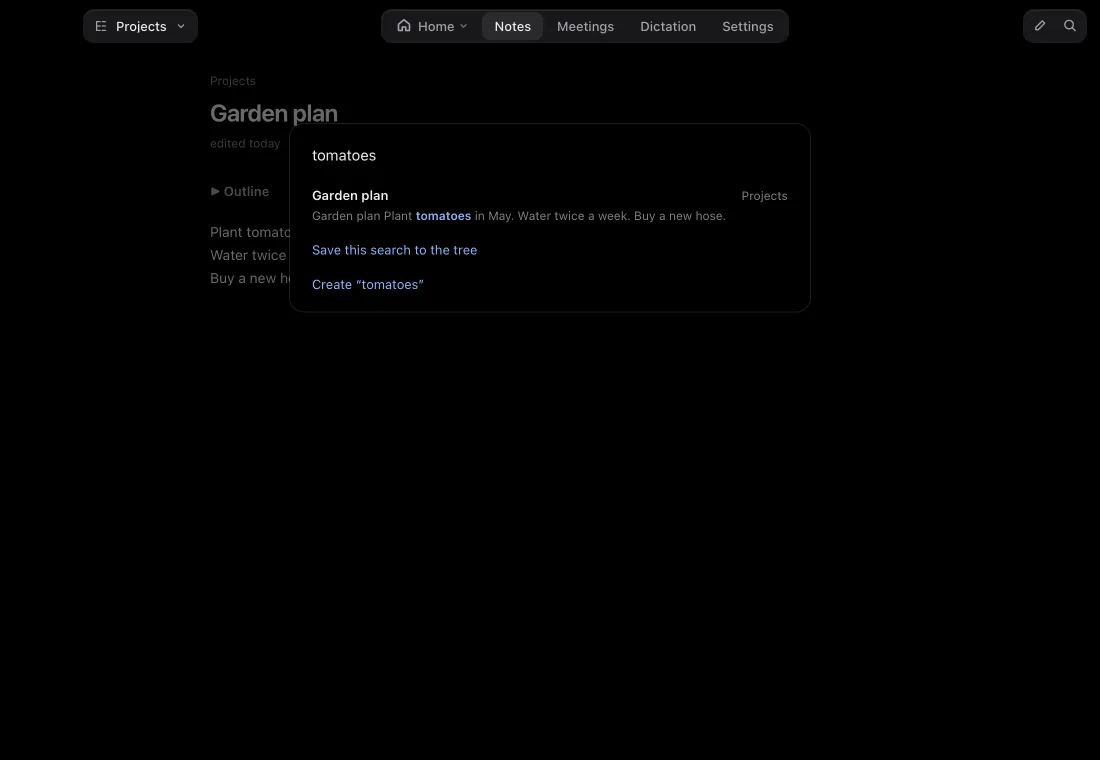 Projects
Home Notes Meetings Dictation Settings
Projects
Garden plan
edited today
Outline
Plant tomato
Water twice
Buy a new h
tomatoes
Garden plan Projects
Garden plan Plant tomatoes in May. Water twice a week. Buy a new hose.
Save this search to the tree
Create “tomatoes”